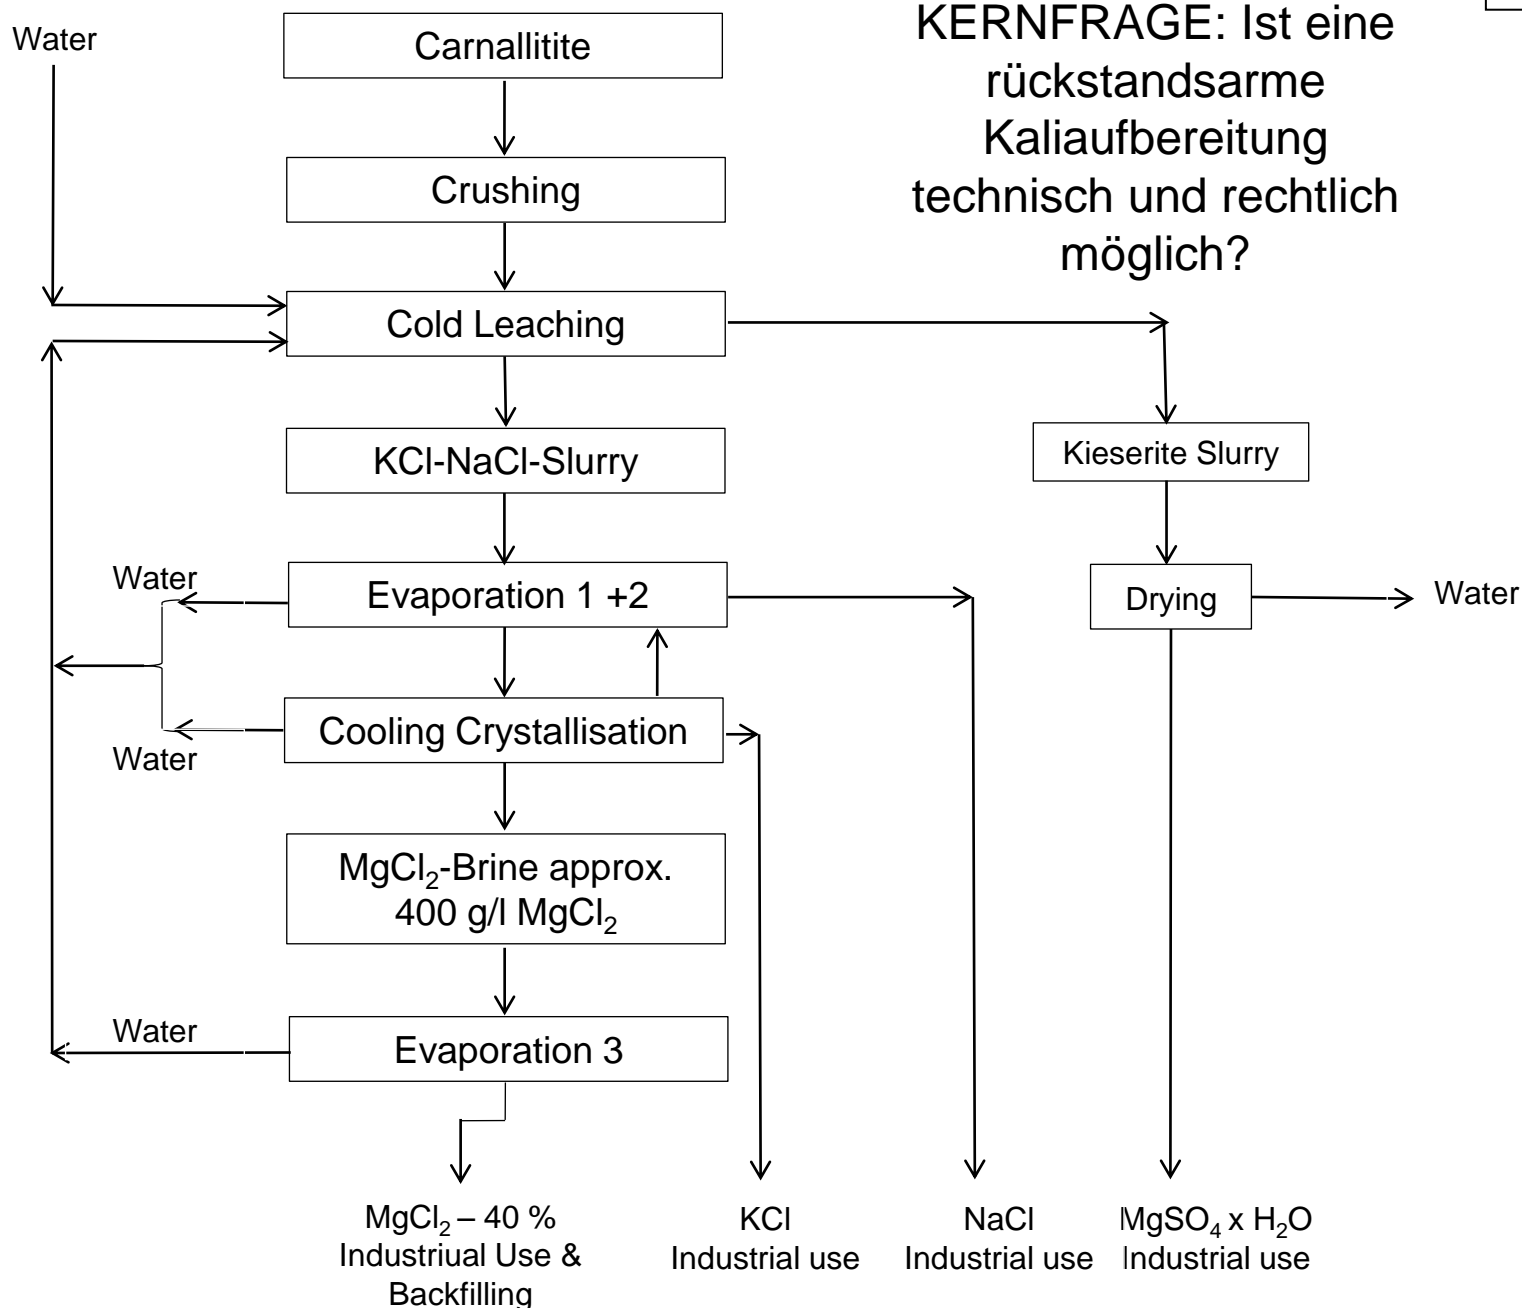 KERNFRAGE: Ist eine
rückstandsarme
Kaliaufbereitung
technisch und rechtlich
möglich?
Water
Carnallitite
Crushing
Cold Leaching
KCl-NaCl-Slurry
Kieserite Slurry
Water
Evaporation 1 +2
Drying
Water
Cooling Crystallisation
Water
MgCl₂-Brine approx.
400 g/l MgCl₂
Water
Evaporation 3
MgCl₂ – 40 %
Industriual Use &
Backfilling
KCl
Industrial use
NaCl
Industrial use
MgSO₄ x H₂O
Industrial use